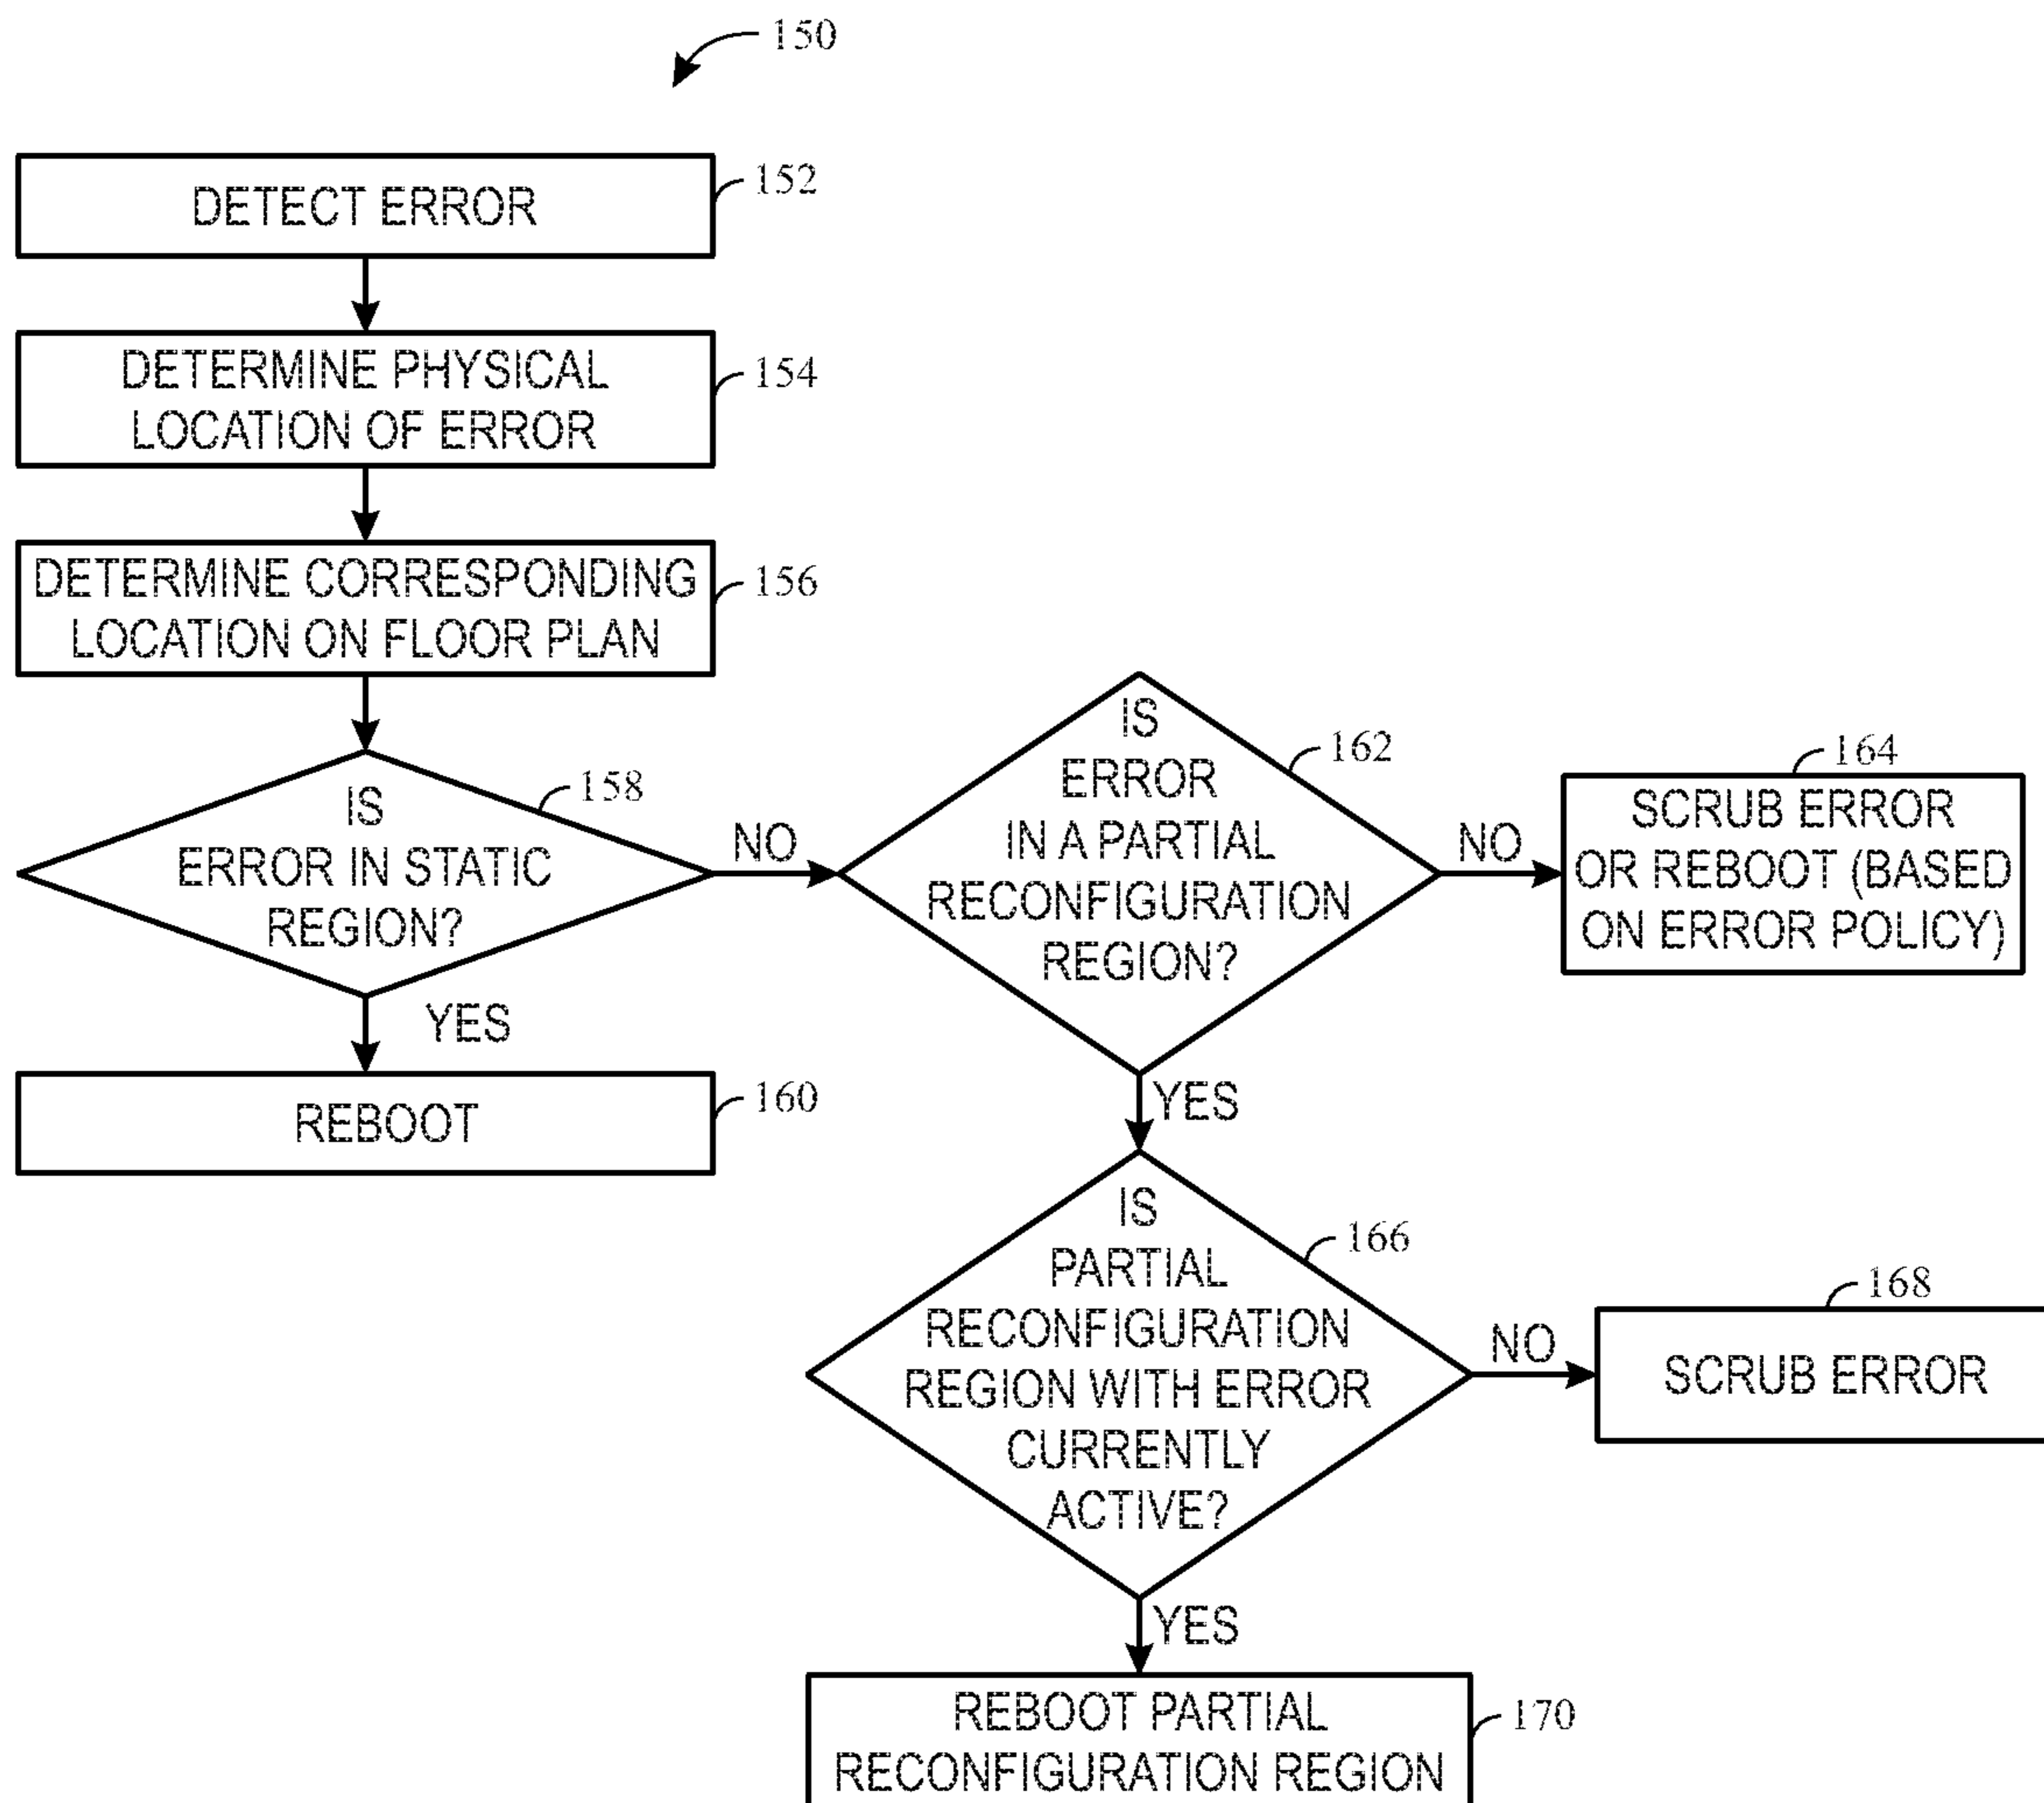 150
DETECT ERROR
152
DETERMINE PHYSICAL
LOCATION OF ERROR
154
DETERMINE CORRESPONDING
LOCATION ON FLOOR PLAN
156
IS
ERROR IN STATIC
REGION?
158
NO
YES
REBOOT
160
IS
ERROR
IN A PARTIAL
RECONFIGURATION
REGION?
162
NO
164
SCRUB ERROR
OR REBOOT (BASED
ON ERROR POLICY)
YES
IS
PARTIAL
RECONFIGURATION
REGION WITH ERROR
CURRENTLY
ACTIVE?
166
NO
168
SCRUB ERROR
YES
REBOOT PARTIAL
RECONFIGURATION REGION
170